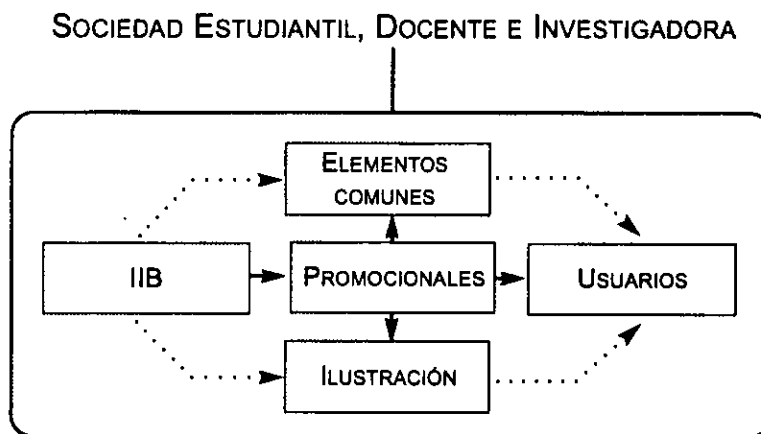 SOCIEDAD ESTUDIANTIL, DOCENTE E INVESTIGADORA
ELEMENTOS
COMUNES
IIB
PROMOCIONALES
USUARIOS
ILUSTRACIÓN